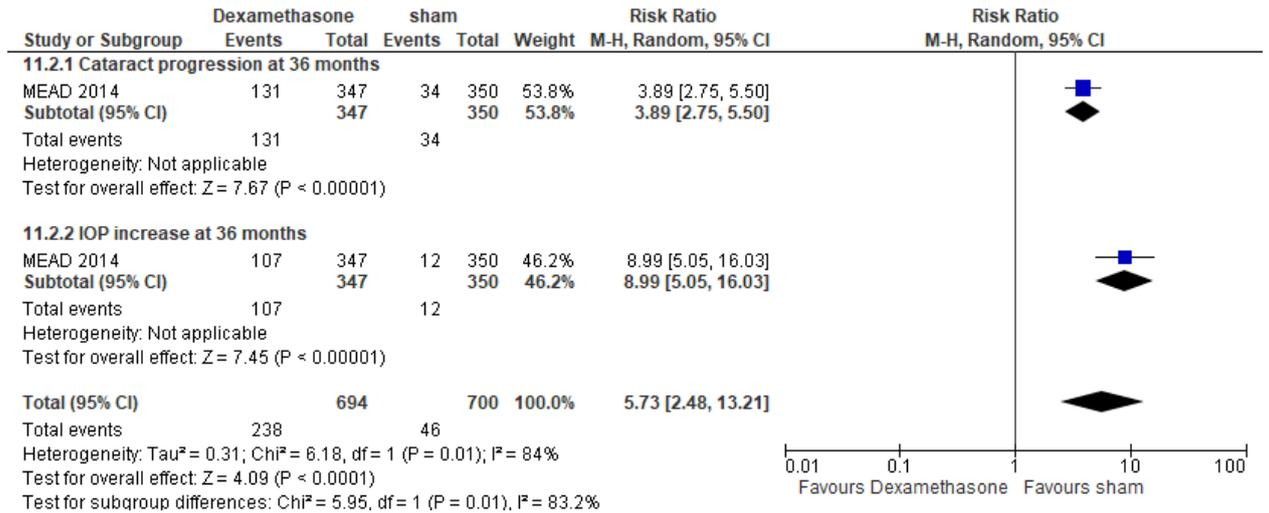 Dexamethasone sham Risk Ratio Risk Ratio
Study or Subgroup Events Total Events Total Weight M-H, Random, 95% CI M-H, Random, 95% CI
11.2.1 Cataract progression at 36 months
MEAD 2014 131 347 34 350 53.8% 3.89 [2.75, 5.50]
Subtotal (95% CI) 347 350 53.8% 3.89 [2.75, 5.50]
Total events 131 34
Heterogeneity: Not applicable
Test for overall effect: Z = 7.67 (P < 0.00001)
11.2.2 IOP increase at 36 months
MEAD 2014 107 347 12 350 46.2% 8.99 [5.05, 16.03]
Subtotal (95% CI) 347 350 46.2% 8.99 [5.05, 16.03]
Total events 107 12
Heterogeneity: Not applicable
Test for overall effect: Z = 7.45 (P < 0.00001)
Total (95% CI) 694 700 100.0% 5.73 [2.48, 13.21]
Total events 238 46
Heterogeneity: Tau² = 0.31; Chi² = 6.18, df = 1 (P = 0.01); I² = 84%
Test for overall effect: Z = 4.09 (P < 0.0001)
Test for subgroup differences: Chi² = 5.95, df = 1 (P = 0.01), I² = 83.2%
0.01 0.1 1 10 100
Favours Dexamethasone Favours sham